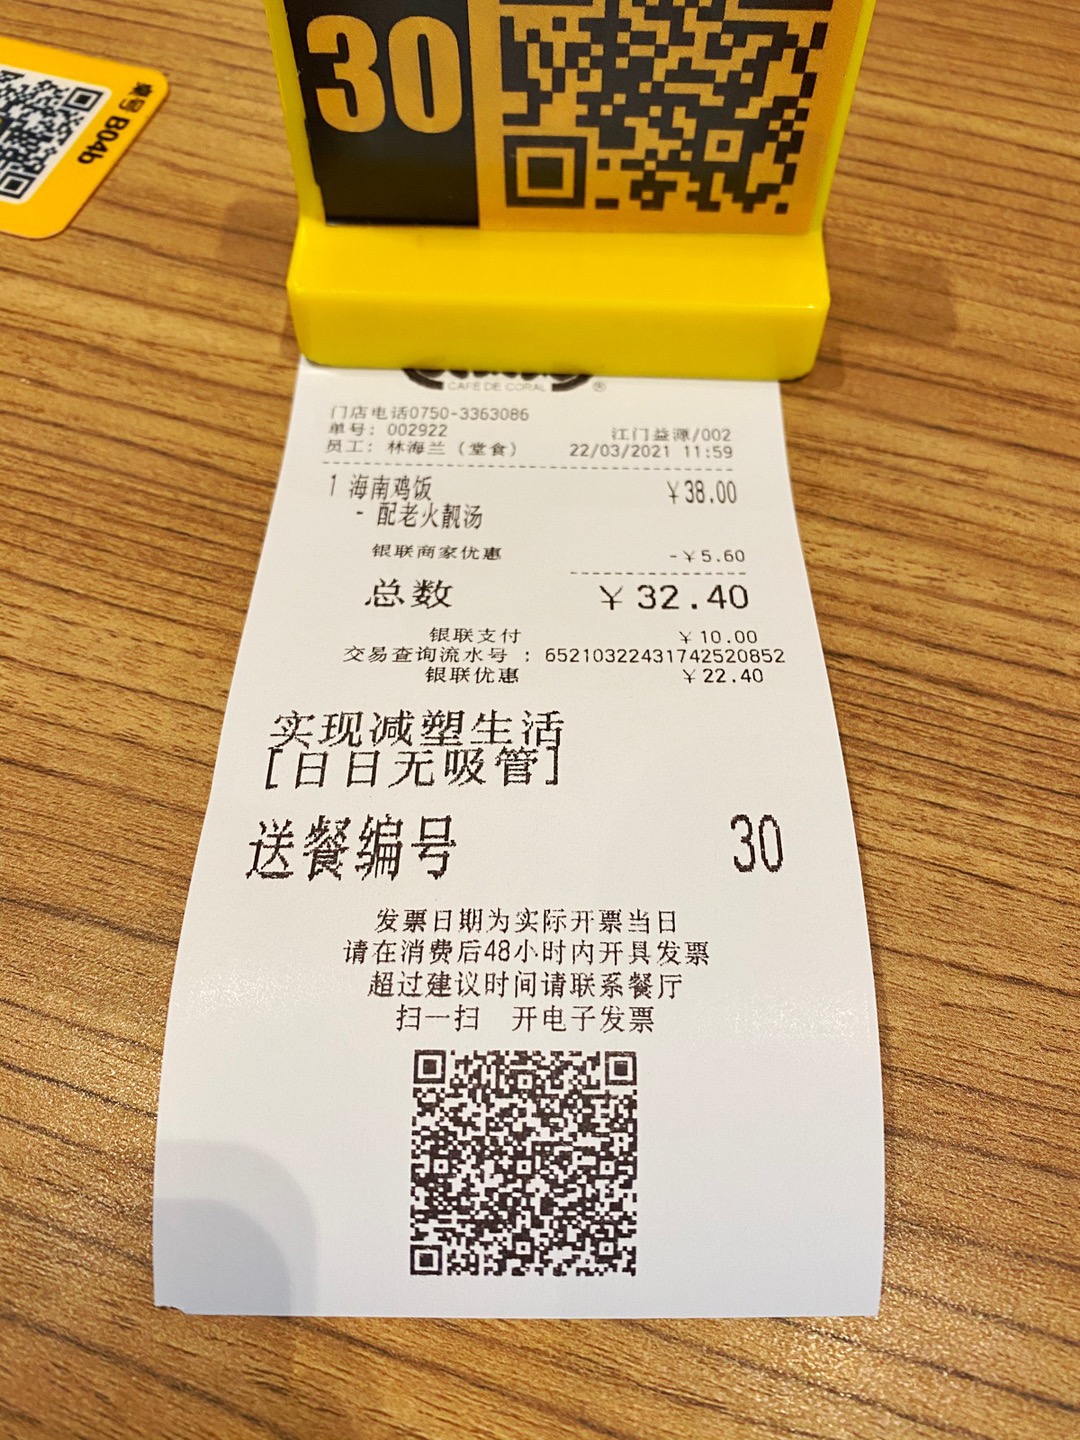 30
桌号 B04b
CAFE DE CORAL ®
门店电话0750-3363086
单号: 002922 江门益源/002
员工: 林海兰 (堂食) 22/03/2021 11:59
1 海南鸡饭 ¥38.00
- 配老火靓汤
银联商家优惠 -¥5.60
总数 ¥32.40
银联支付 ¥10.00
交易查询流水号 : 652103224317425​20852
银联优惠 ¥22.40
实现减塑生活
[日日无吸管]
送餐编号 30
发票日期为实际开票当日
请在消费后48小时内开具发票
超过建议时间请联系餐厅
扫一扫 开电子发票